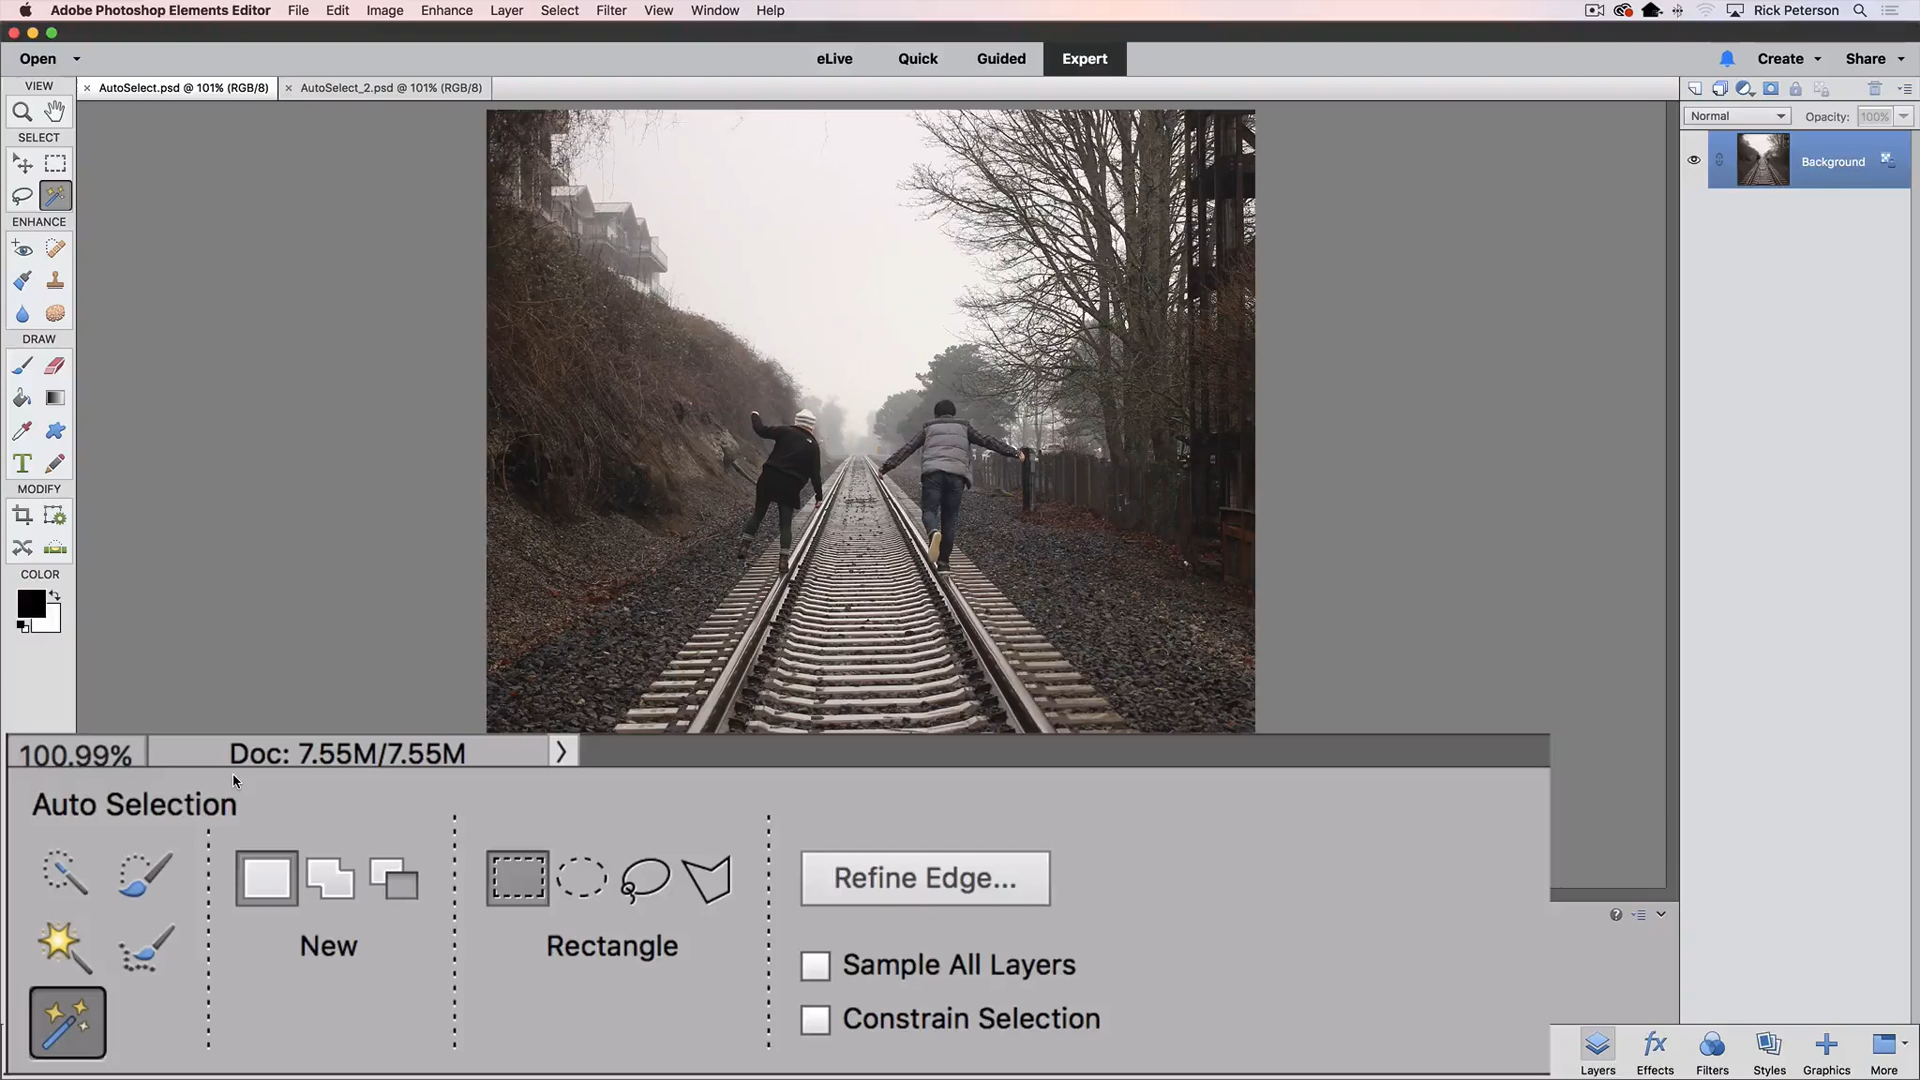 Adobe Photoshop Elements Editor File Edit Image Enhance Layer Select Filter View Window Help Rick Peterson
Open eLive Quick Guided Expert Create Share
VIEW AutoSelect.psd @ 101% (RGB/8) AutoSelect_2.psd @ 101% (RGB/8)
Normal Opacity: 100%
SELECT
Background
ENHANCE
DRAW
T
MODIFY
COLOR
100.99% Doc: 7.55M/7.55M
Auto Selection
Refine Edge...
New Rectangle
Sample All Layers
Constrain Selection
fx
Layers Effects Filters Styles Graphics More